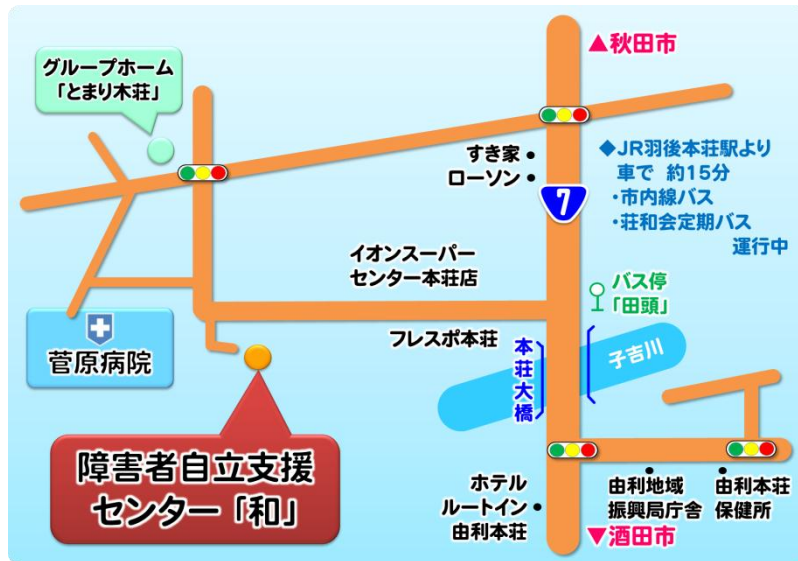 ▲秋田市
グループホーム
「とまり木荘」
すき家
ローソン
7
◆JR羽後本荘駅より
車で 約15分
・市内線バス
・荘和会定期バス
運行中
イオンスーパー
センター本荘店
バス停
「田頭」
フレスポ本荘
本荘大橋
子吉川
菅原病院
障害者自立支援
センター「和」
ホテル
ルートイン
由利本荘
由利地域
振興局庁舎
由利本荘
保健所
▼酒田市